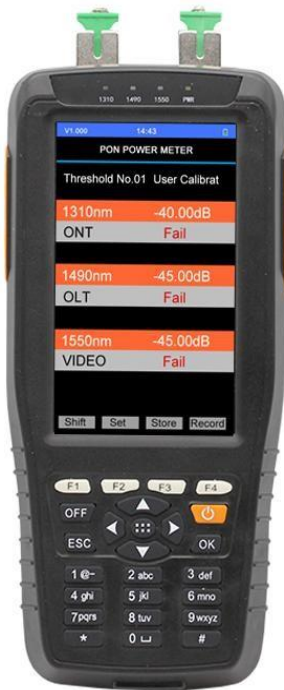 1310 1490 1550 PWR
V1.000 14:43
PON POWER METER
Threshold No.01 User Calibrat
1310nm -40.00dB
ONT Fail
1490nm -45.00dB
OLT Fail
1550nm -45.00dB
VIDEO Fail
Shift Set Store Record
F1 F2 F3 F4
OFF
ESC OK
1 @- 2 abc 3 def
4 ghi 5 jkl 6 mno
7pqrs 8 tuv 9 wxyz
* 0 ⌴ #